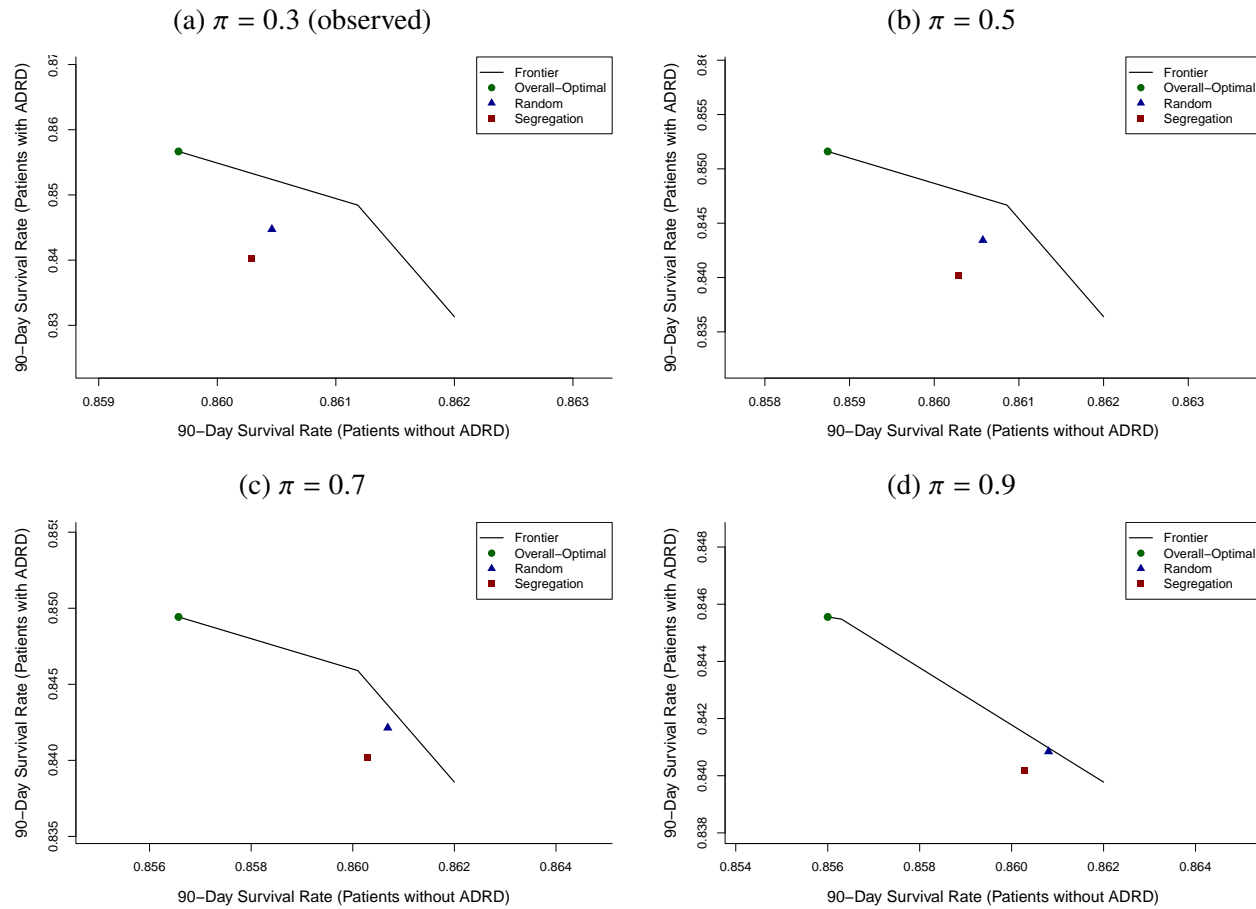 (a) π = 0.3 (observed)
90−Day Survival Rate (Patients with ADRD)
0.87
0.86
0.85
0.84
0.83
Frontier
Overall−Optimal
Random
Segregation
0.859 0.860 0.861 0.862 0.863
90−Day Survival Rate (Patients without ADRD)
(b) π = 0.5
90−Day Survival Rate (Patients with ADRD)
0.855
0.850
0.845
0.840
0.835
Frontier
Overall−Optimal
Random
Segregation
0.858 0.859 0.860 0.861 0.862 0.863
90−Day Survival Rate (Patients without ADRD)
(c) π = 0.7
90−Day Survival Rate (Patients with ADRD)
0.855
0.850
0.845
0.840
0.835
Frontier
Overall−Optimal
Random
Segregation
0.856 0.858 0.860 0.862 0.864
90−Day Survival Rate (Patients without ADRD)
(d) π = 0.9
90−Day Survival Rate (Patients with ADRD)
0.848
0.846
0.844
0.842
0.840
0.838
Frontier
Overall−Optimal
Random
Segregation
0.854 0.856 0.858 0.860 0.862 0.864
90−Day Survival Rate (Patients without ADRD)